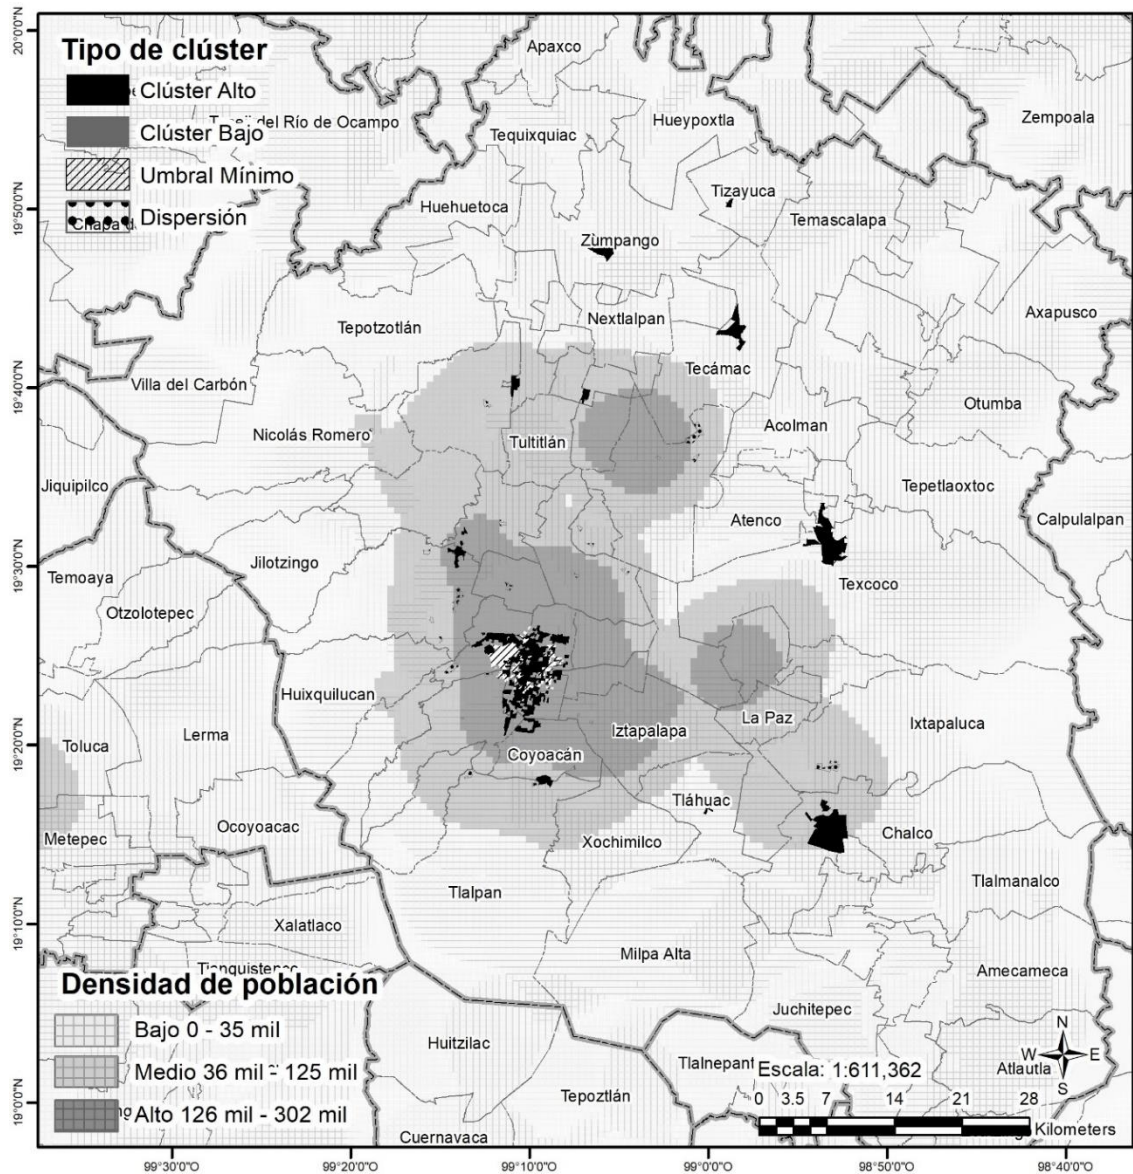 Tipo de clúster
Clúster Alto
Clúster Bajo
Umbral Mínimo
Dispersión
Apaxco
del Río de Ocampo
Hueypoxtla
Zempoala
Tequixquiac
Tizayuca
Huehuetoca
Temascalapa
Zumpango
Axapusco
Nextlalpan
Tepotzotlán
Tecámac
Villa del Carbón
Otumba
Nicolás Romero
Tultitlán
Acolman
Jiquipilco
Tepetlaoxtoc
Atenco
Calpulalpan
Jilotzingo
Temoaya
Texcoco
Otzolotepec
Huixquilucan
La Paz
Ixtapaluca
Lerma
Iztapalapa
Toluca
Coyoacán
Tláhuac
Metepec
Ocoyoacac
Xochimilco
Chalco
Tlalpan
Tlalmanalco
Xalatlaco
Milpa Alta
Amecameca
Densidad de población
Bajo 0 - 35 mil
Medio 36 mil - 125 mil
Alto 126 mil - 302 mil
Juchitepec
Huitzilac
Tlalnepant
Tepoztlán
Cuernavaca
N
W E
S
Atlautla
Escala: 1:611,362
0 3.5 7 14 21 28
Kilometers
20°0'0"N
19°50'0"N
19°40'0"N
19°30'0"N
19°20'0"N
19°10'0"N
19°0'0"N
99°30'0"W 99°20'0"W 99°10'0"W 99°0'0"W 98°50'0"W 98°40'0"W